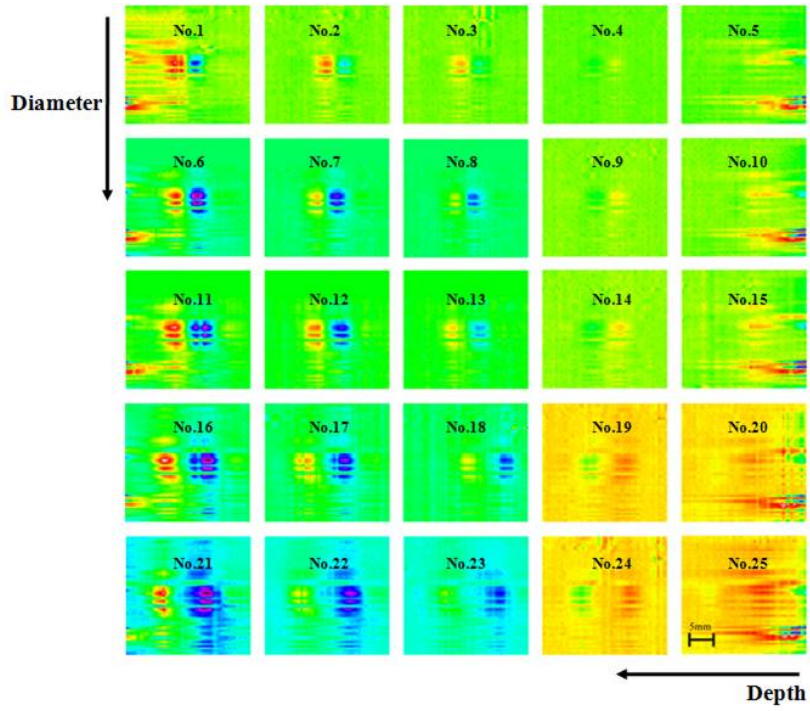 No.1 No.2 No.3 No.4 No.5
Diameter
No.6 No.7 No.8 No.9 No.10
No.11 No.12 No.13 No.14 No.15
No.16 No.17 No.18 No.19 No.20
No.21 No.22 No.23 No.24 No.25
5mm
Depth